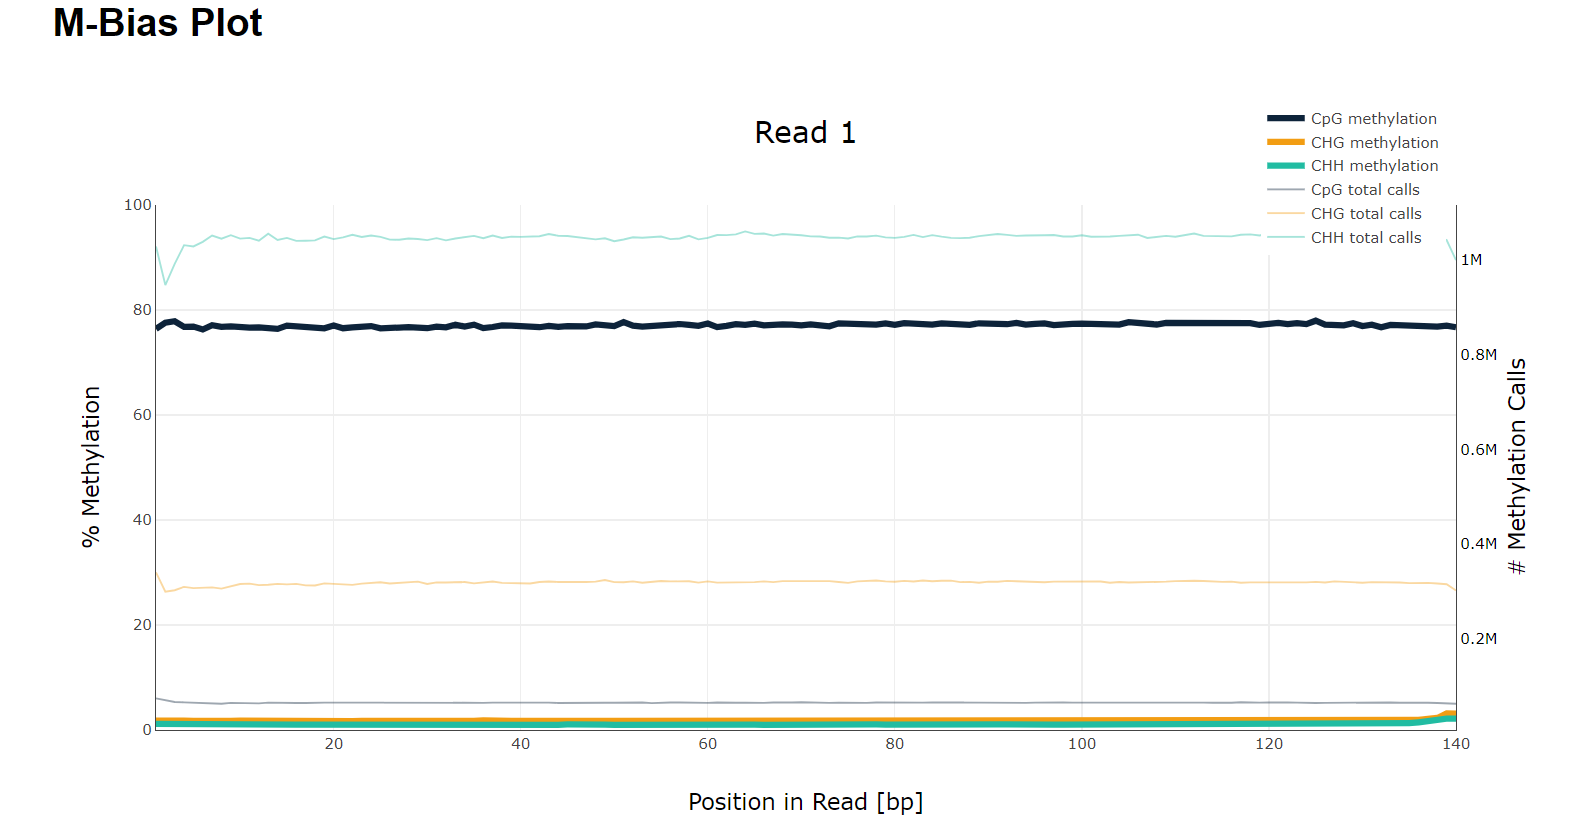 M-Bias Plot
Read 1
CpG methylation
CHG methylation
CHH methylation
CpG total calls
CHG total calls
CHH total calls
100
80
60
40
20
0
% Methylation
1M
0.8M
0.6M
0.4M
0.2M
# Methylation Calls
20 40 60 80 100 120 140
Position in Read [bp]